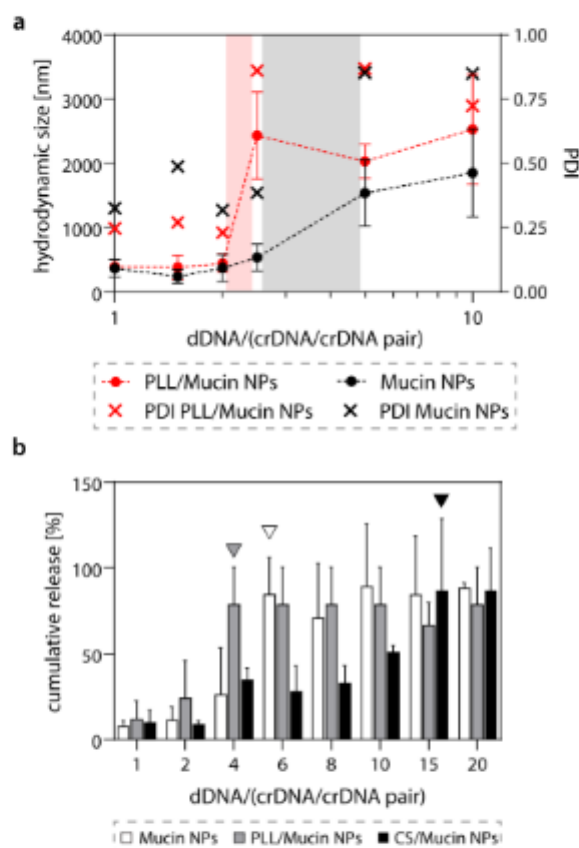 a
4000
3000
2000
1000
0
hydrodynamic size [nm]
1.00
0.75
0.50
0.25
0.00
PDI
1
10
dDNA/(crDNA/crDNA pair)
PLL/Mucin NPs
Mucin NPs
PDI PLL/Mucin NPs
PDI Mucin NPs
b
150
100
50
0
cumulative release [%]
1 2 4 6 8 10 15 20
dDNA/(crDNA/crDNA pair)
Mucin NPs PLL/Mucin NPs CS/Mucin NPs